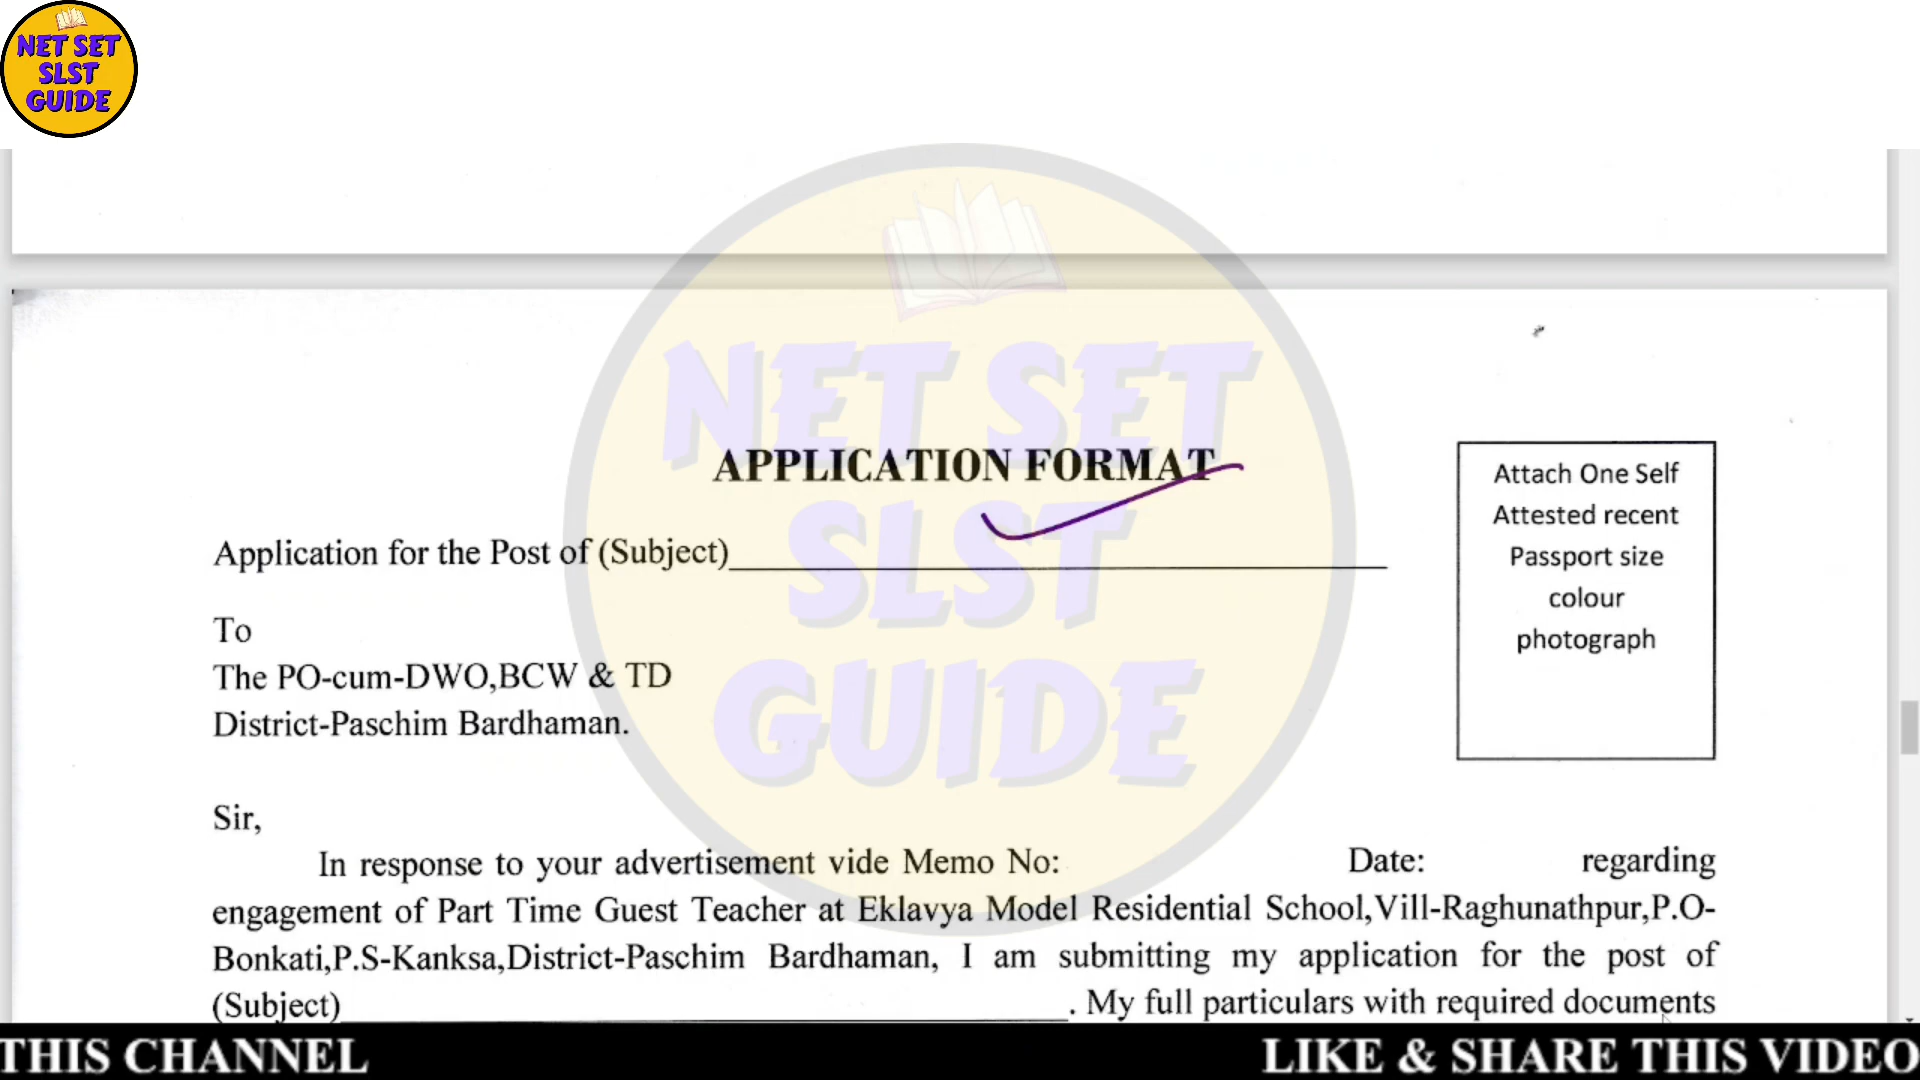 NET SET
SLST
GUIDE
NET SET
SLST
GUIDE
APPLICATION FORMAT
Attach One Self
Attested recent
Passport size
colour
photograph
Application for the Post of (Subject)
To
The PO-cum-DWO,BCW & TD
District-Paschim Bardhaman.
Sir,
In response to your advertisement vide Memo No: Date: regarding
engagement of Part Time Guest Teacher at Eklavya Model Residential School,Vill-Raghunathpur,P.O-
Bonkati,P.S-Kanksa,District-Paschim Bardhaman, I am submitting my application for the post of
(Subject) . My full particulars with required documents
THIS CHANNEL LIKE & SHARE THIS VIDEO